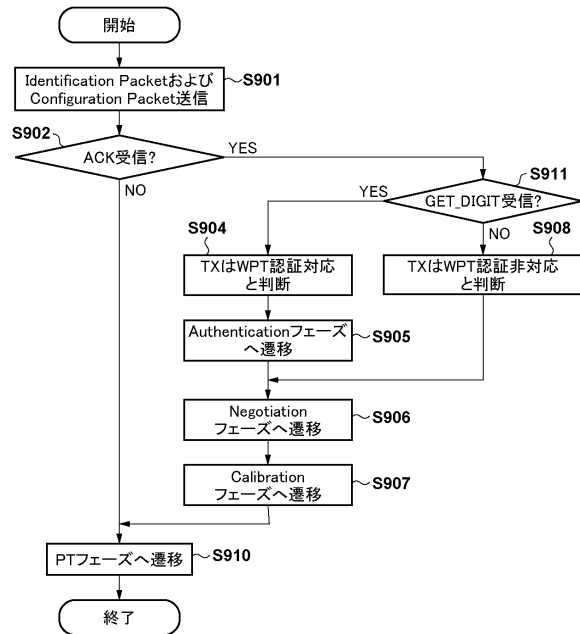 開始
Identification Packetおよび
Configuration Packet送信
S901
S902
ACK受信?
YES
NO
S911
GET_DIGIT受信?
YES
NO
S904
TXはWPT認証対応
と判断
S908
TXはWPT認証非対応
と判断
Authenticationフェーズ
へ遷移
S905
Negotiation
フェーズへ遷移
S906
Calibration
フェーズへ遷移
S907
PTフェーズへ遷移
S910
終了